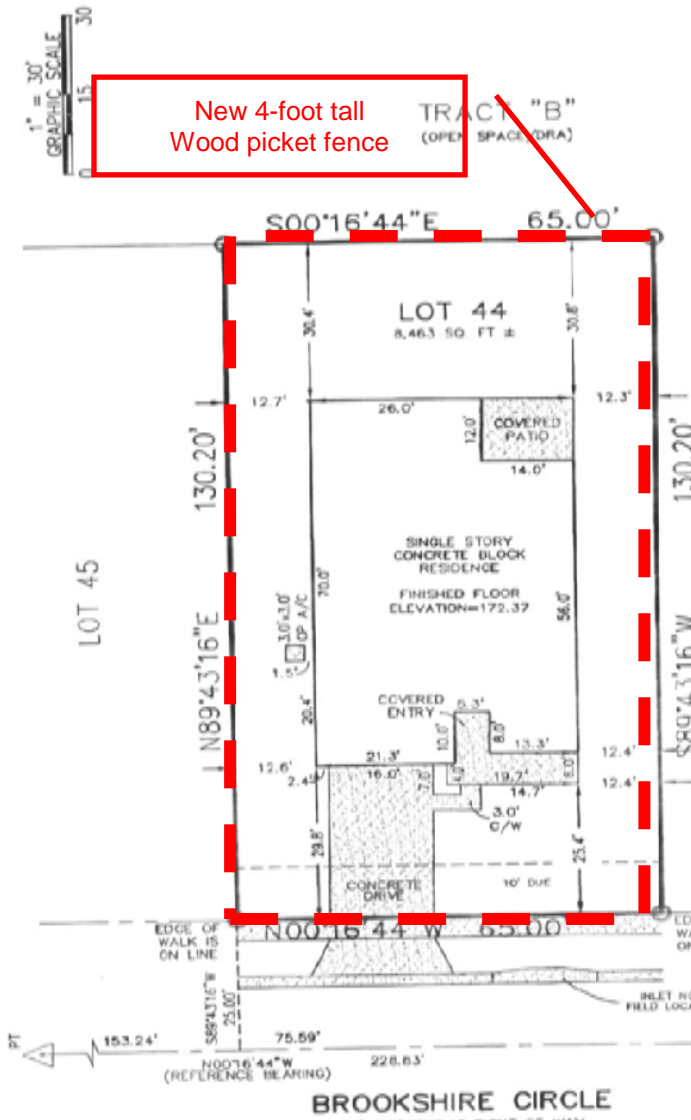 1" = 30'
GRAPHIC SCALE
0
15
30
New 4-foot tall
Wood picket fence
TRACT "B"
(OPEN SPACE/DRA)
S00°16'44"E 65.00'
LOT 44
8,463 SQ. FT ±
30.4'
30.8'
12.7'
26.0'
12.3'
12.0'
COVERED
PATIO
14.0'
130.20'
130.20'
LOT 45
SINGLE STORY
CONCRETE BLOCK
RESIDENCE
FINISHED FLOOR
ELEVATION=172.37
70.0'
56.0'
3.0'x3.0'
CP A/C
1.5'
N89°43'16"E
S89°43'16"W
20.4'
COVERED
ENTRY
10.0'
8.0'
21.3'
13.3'
12.4'
12.6'
2.4'
16.0'
7.0'
4.0'
19.7'
14.7'
12.4'
3.0'
C/W
29.8'
25.4'
CONCRETE
DRIVE
10' DUE
EDGE OF
WALK IS
ON LINE
N00°16'44"W 65.00'
S89°43'16"W
25.00'
INLET
FIELD
PT
153.24'
75.59'
N00°16'44"W
228.83'
(REFERENCE BEARING)
BROOKSHIRE CIRCLE